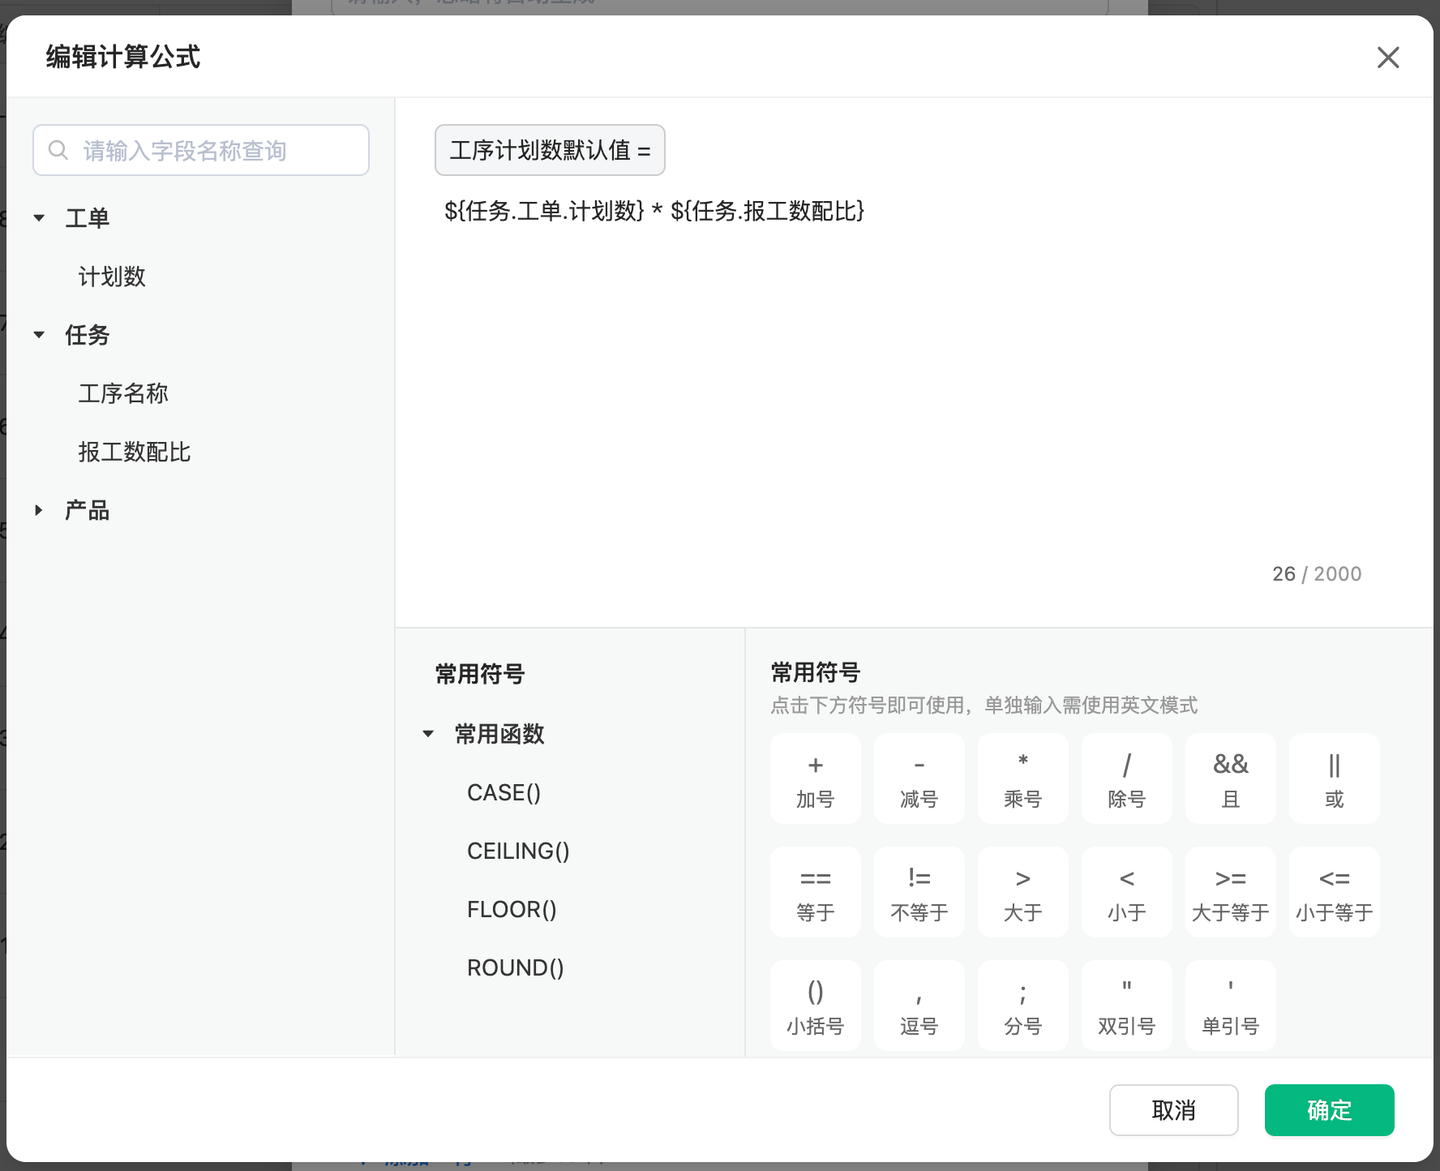 编辑计算公式
请输入字段名称查询
工单
计划数
任务
工序名称
报工数配比
产品
工序计划数默认值 =
${任务.工单.计划数} * ${任务.报工数配比}
26 / 2000
常用符号
常用函数
CASE()
CEILING()
FLOOR()
ROUND()
常用符号
点击下方符号即可使用，单独输入需使用英文模式
+ - * / && ||
加号 减号 乘号 除号 且 或
== != > < >= <=
等于 不等于 大于 小于 大于等于 小于等于
() , ; " '
小括号 逗号 分号 双引号 单引号
取消 确定